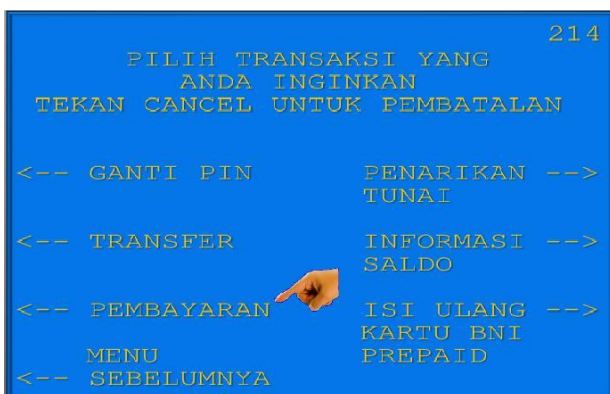 214
PILIH TRANSAKSI YANG
ANDA INGINKAN
TEKAN CANCEL UNTUK PEMBATALAN
<-- GANTI PIN
PENARIKAN -->
TUNAI
<-- TRANSFER
INFORMASI -->
SALDO
<-- PEMBAYARAN
ISI ULANG -->
KARTU BNI
PREPAID
MENU
<-- SEBELUMNYA